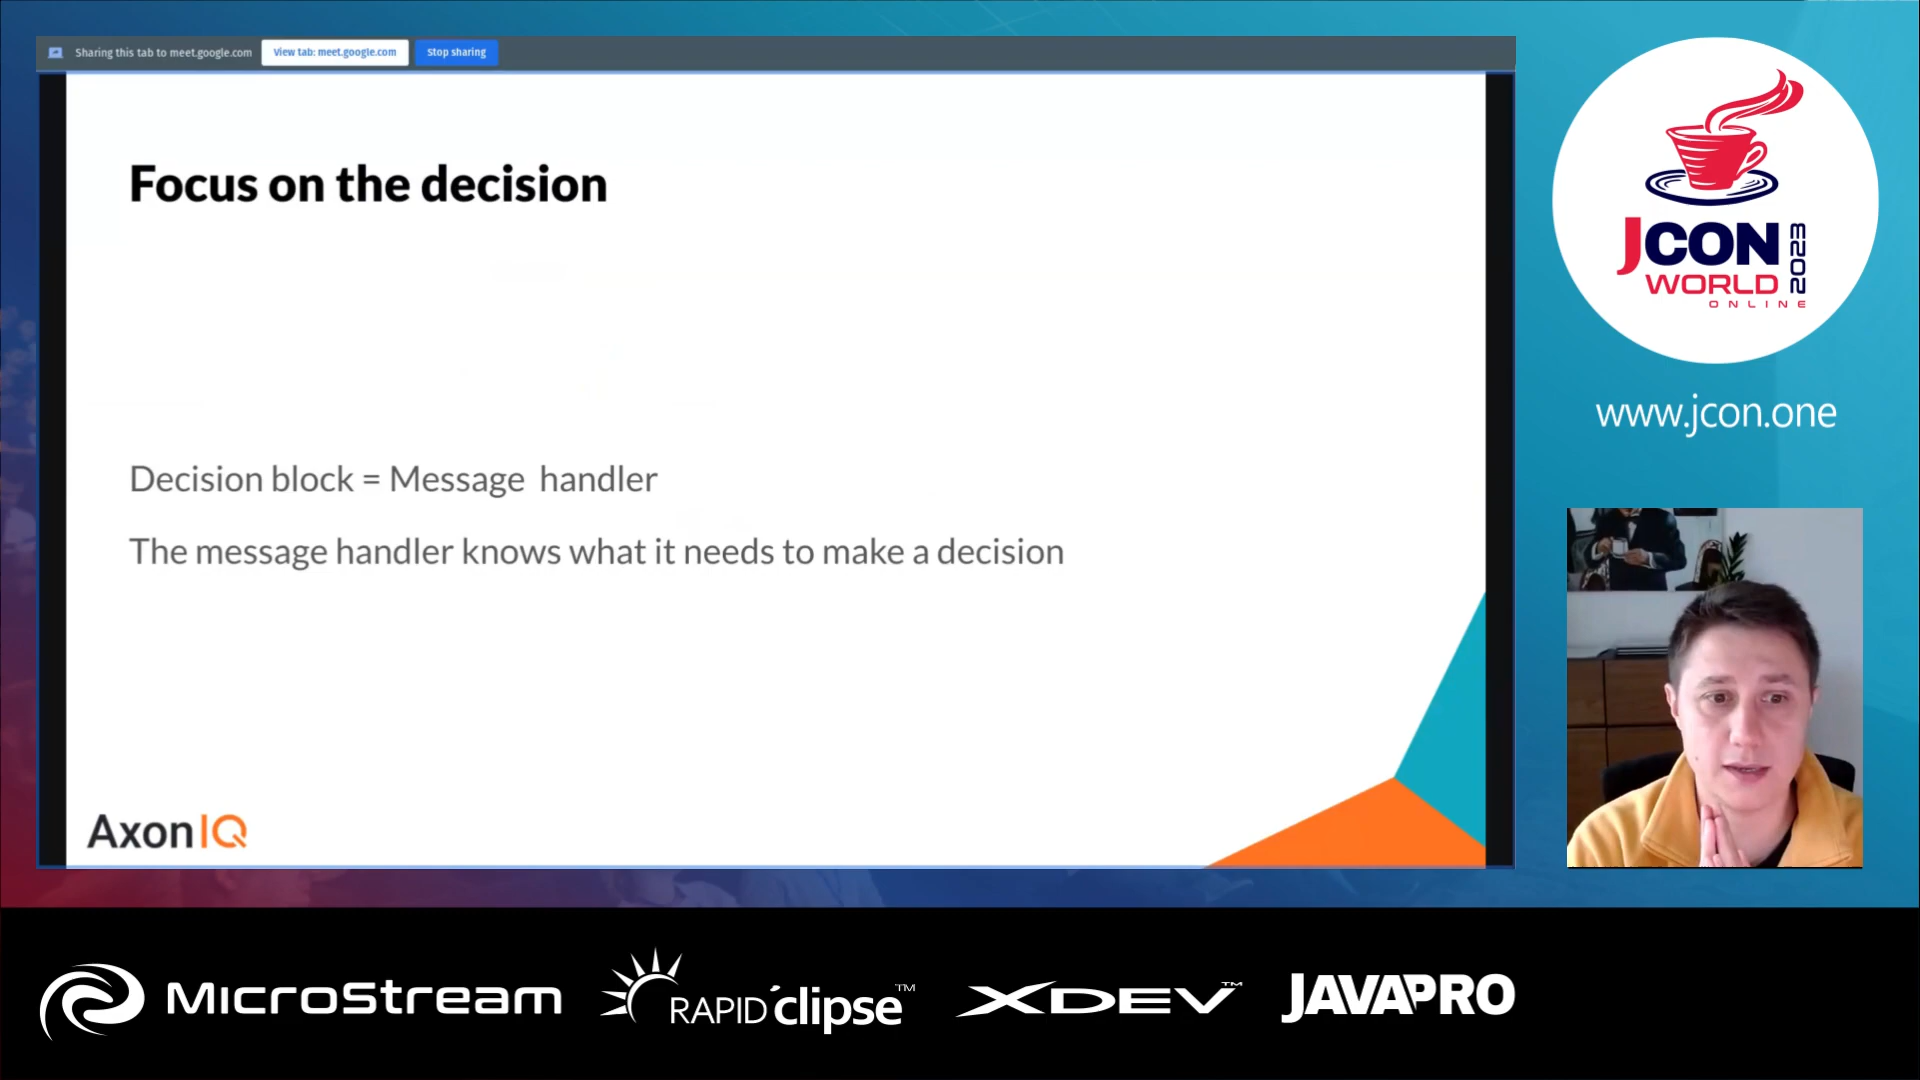 Sharing this tab to meet.google.com
View tab: meet.google.com
Stop sharing
Focus on the decision
Decision block = Message handler
The message handler knows what it needs to make a decision
AxonIQ
JCON
WORLD
ONLINE
2023
www.jcon.one
MicroStream
RAPID'clipse™
XDEV™
JAVAPRO